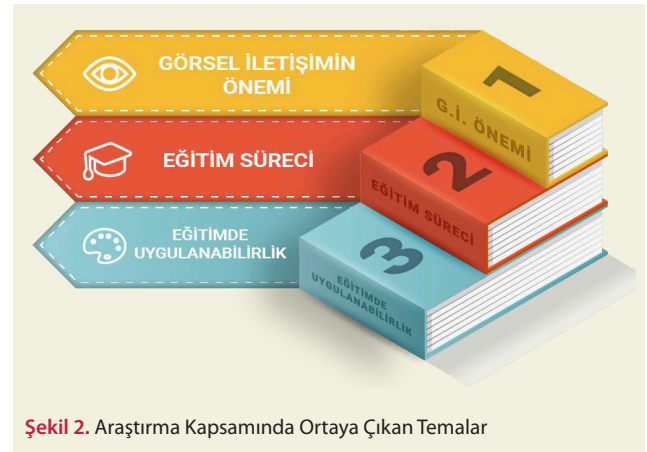 GÖRSEL İLETİŞİMİN
ÖNEMİ
1
G.İ. ÖNEMİ
EĞİTİM SÜRECİ
2
EĞİTİM SÜRECİ
EĞİTİMDE
UYGULANABİLİRLİK
3
EĞİTİMDE
UYGULANABİLİRLİK
Şekil 2. Araştırma Kapsamında Ortaya Çıkan Temalar